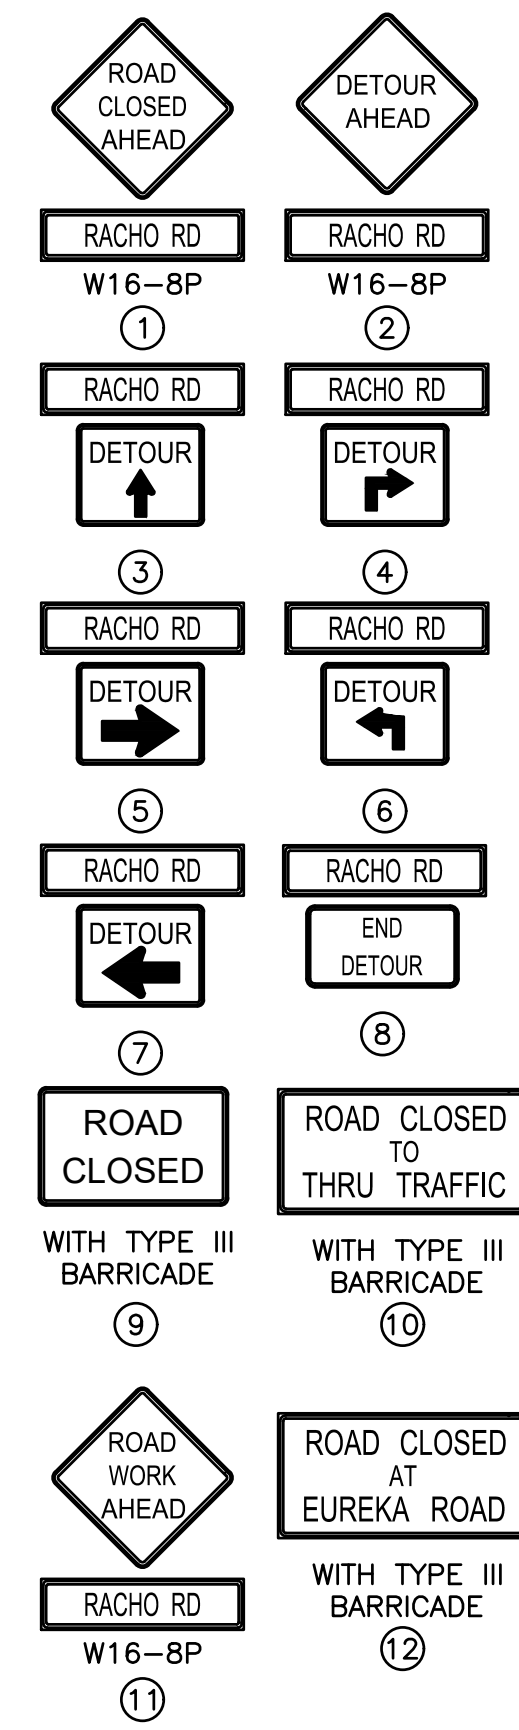 ROAD
CLOSED
AHEAD
RACHO RD
W16-8P
1
DETOUR
AHEAD
RACHO RD
W16-8P
2
RACHO RD
DETOUR
3
RACHO RD
DETOUR
4
RACHO RD
DETOUR
5
RACHO RD
DETOUR
6
RACHO RD
DETOUR
7
RACHO RD
END
DETOUR
8
ROAD
CLOSED
WITH TYPE III
BARRICADE
9
ROAD CLOSED
TO
THRU TRAFFIC
WITH TYPE III
BARRICADE
10
ROAD
WORK
AHEAD
RACHO RD
W16-8P
11
ROAD CLOSED
AT
EUREKA ROAD
WITH TYPE III
BARRICADE
12